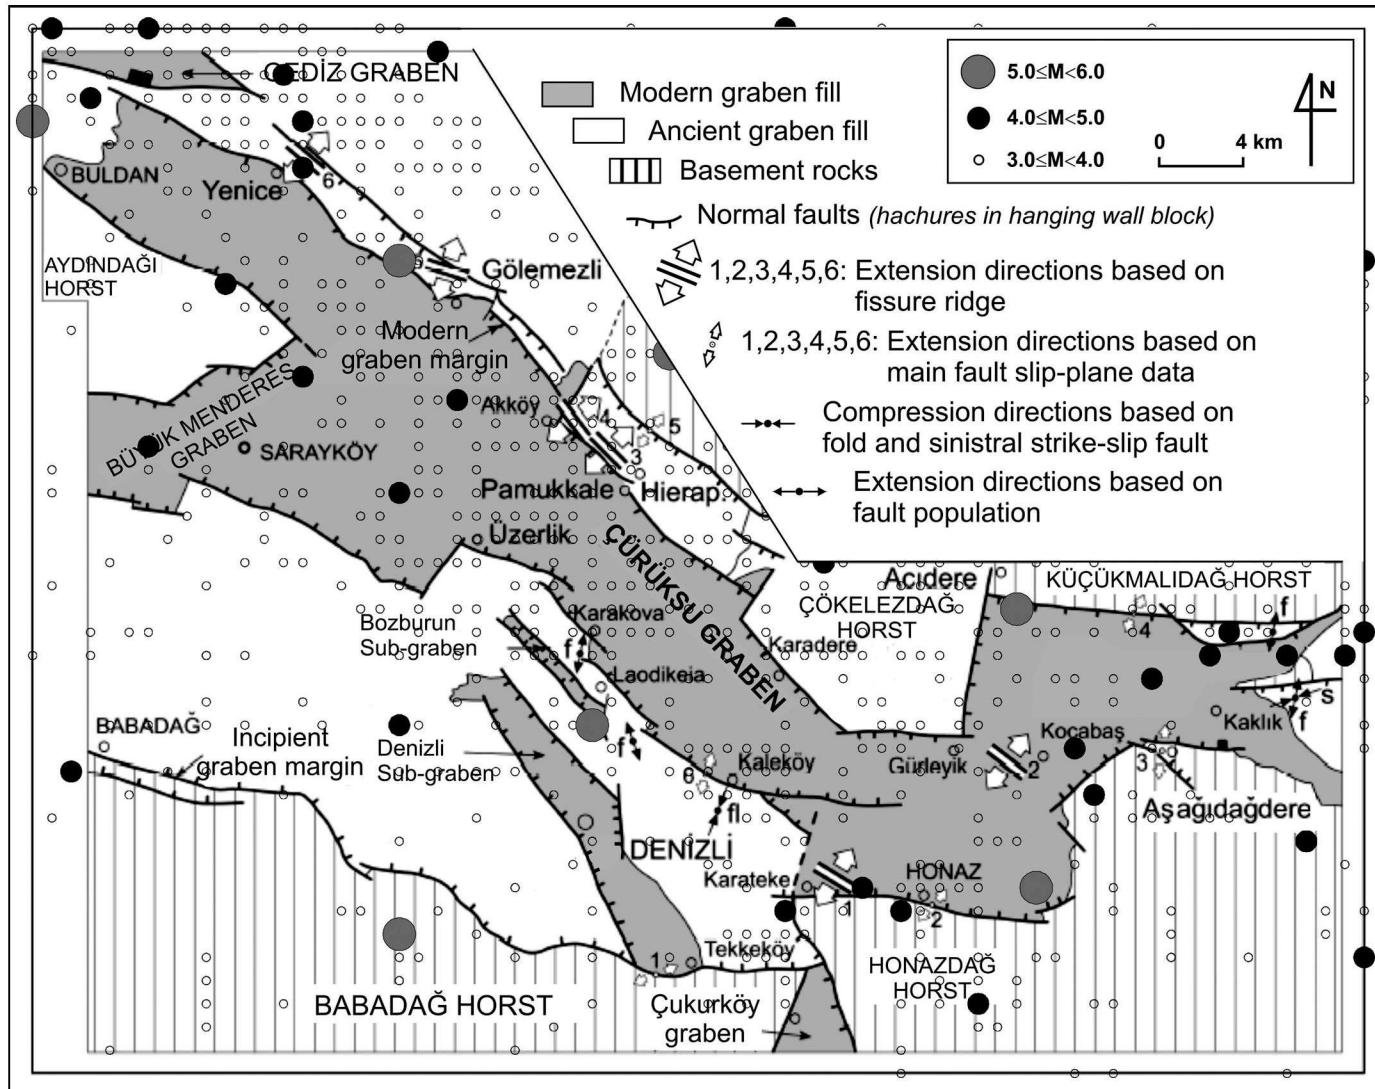 GEDİZ GRABEN
5.0≤M<6.0
4.0≤M<5.0
3.0≤M<4.0
0 4 km
N
Modern graben fill
Ancient graben fill
Basement rocks
Normal faults (hachures in hanging wall block)
1,2,3,4,5,6: Extension directions based on
fissure ridge
1,2,3,4,5,6: Extension directions based on
main fault slip-plane data
Compression directions based on
fold and sinistral strike-slip fault
Extension directions based on
fault population
BULDAN
Yenice
6
AYDINDAĞI
HORST
Gölemezli
5
Modern
graben margin
BÜYÜK MENDERES
GRABEN
SARAYKÖY
Akköy
4
5
3
Pamukkale
Hierap.
Üzerlik
ÇÜRÜKSU GRABEN
Acıdere
KÜÇÜKMALIDAĞ HORST
ÇÖKELEZDAĞ
HORST
f
4
Karakova
Bozburun
Sub-graben
f
Karadere
Laodikeia
s
f
Kaklık
BABADAĞ
Incipient
graben margin
Denizli
Sub-graben
f
Kocabaş
Kaleköy
6
Gürleyik
2
3
fl
Aşağıdağdere
DENİZLİ
Karateke
HONAZ
1
2
Tekkeköy
1
HONAZDAĞ
HORST
BABADAĞ HORST
Çukurköy
graben